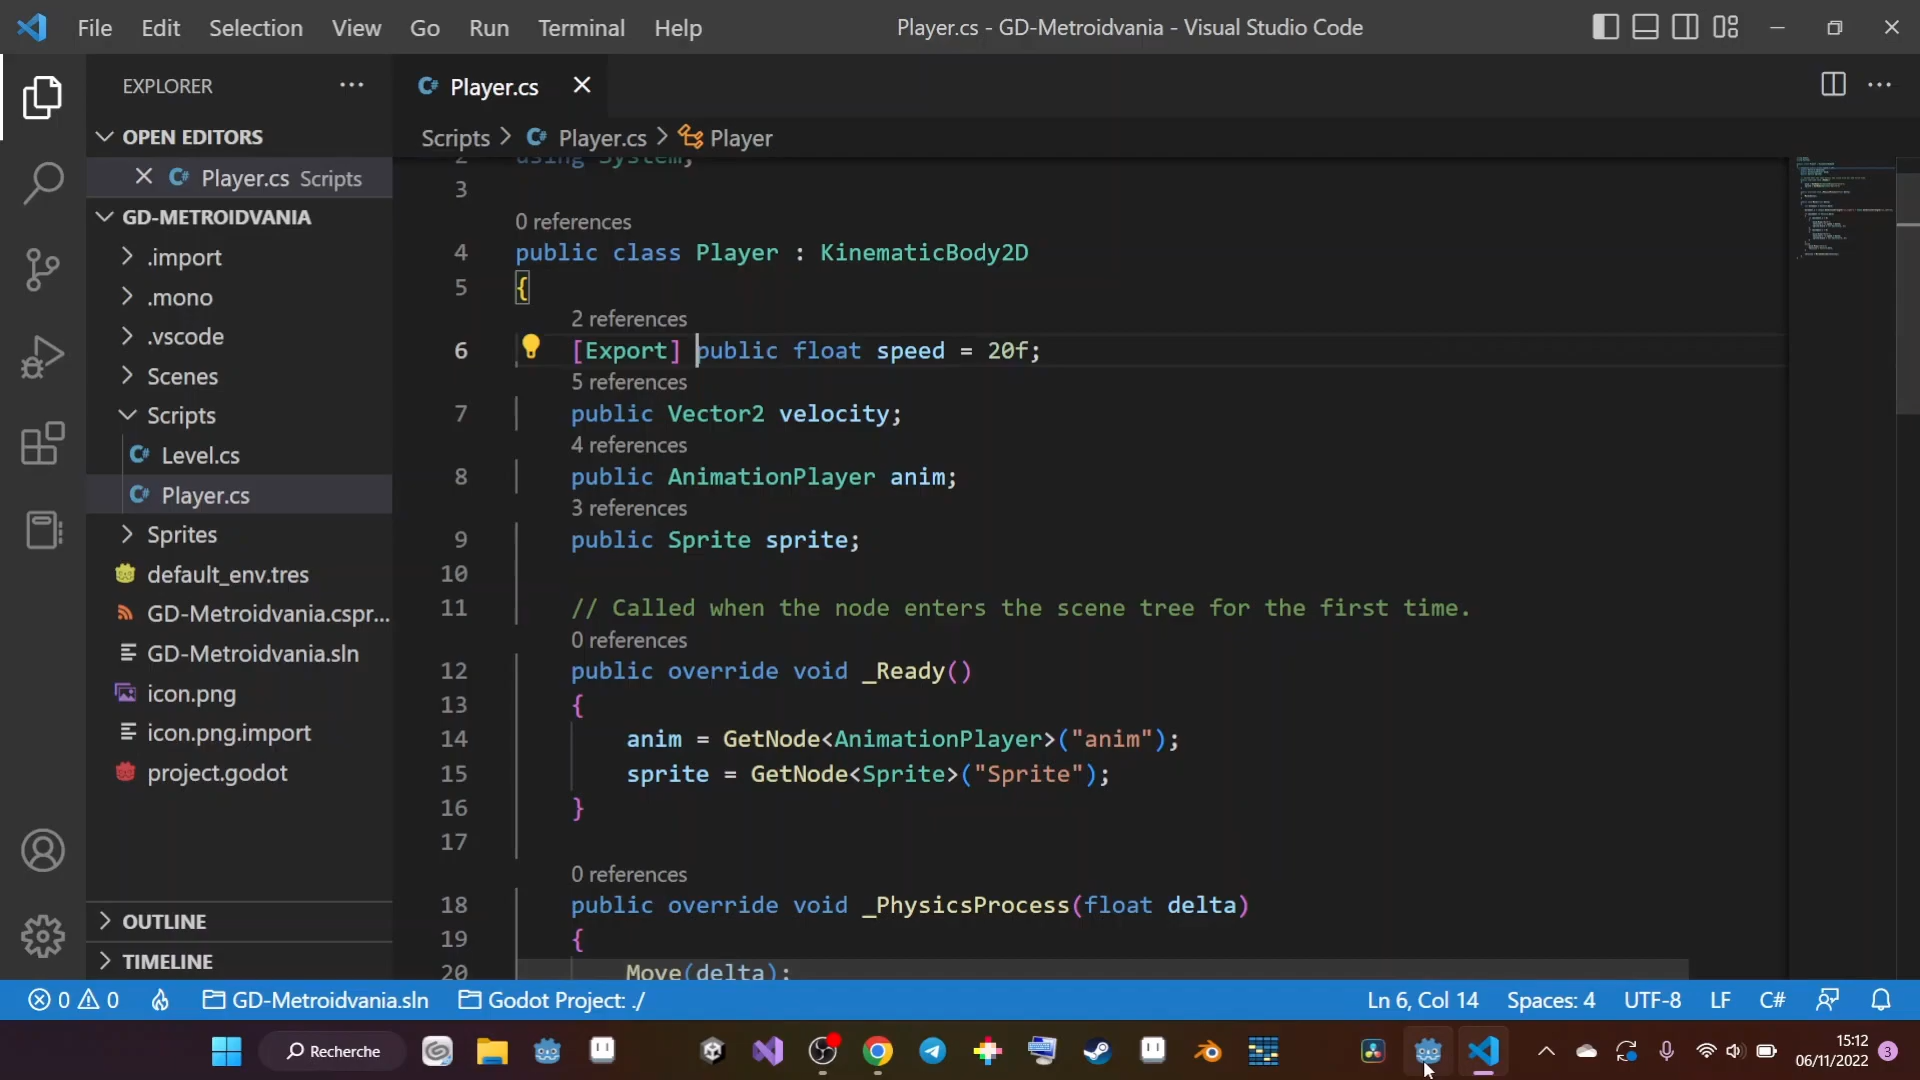 File Edit Selection View Go Run Terminal Help
Player.cs - GD-Metroidvania - Visual Studio Code
EXPLORER
OPEN EDITORS
Player.cs Scripts
GD-METROIDVANIA
.import
.mono
.vscode
Scenes
Scripts
Level.cs
Player.cs
Sprites
default_env.tres
GD-Metroidvania.cspr...
GD-Metroidvania.sln
icon.png
icon.png.import
project.godot
OUTLINE
TIMELINE
Player.cs
Scripts > Player.cs > Player
2 using System;
3
0 references
4 public class Player : KinematicBody2D
5 {
2 references
6 [Export] public float speed = 20f;
5 references
7 public Vector2 velocity;
4 references
8 public AnimationPlayer anim;
3 references
9 public Sprite sprite;
10
11 // Called when the node enters the scene tree for the first time.
0 references
12 public override void _Ready()
13 {
14 anim = GetNode<AnimationPlayer>("anim");
15 sprite = GetNode<Sprite>("Sprite");
16 }
17
0 references
18 public override void _PhysicsProcess(float delta)
19 {
20 Move(delta);
0 0 GD-Metroidvania.sln Godot Project: ./
Ln 6, Col 14 Spaces: 4 UTF-8 LF C#
Recherche
15:12
06/11/2022
3